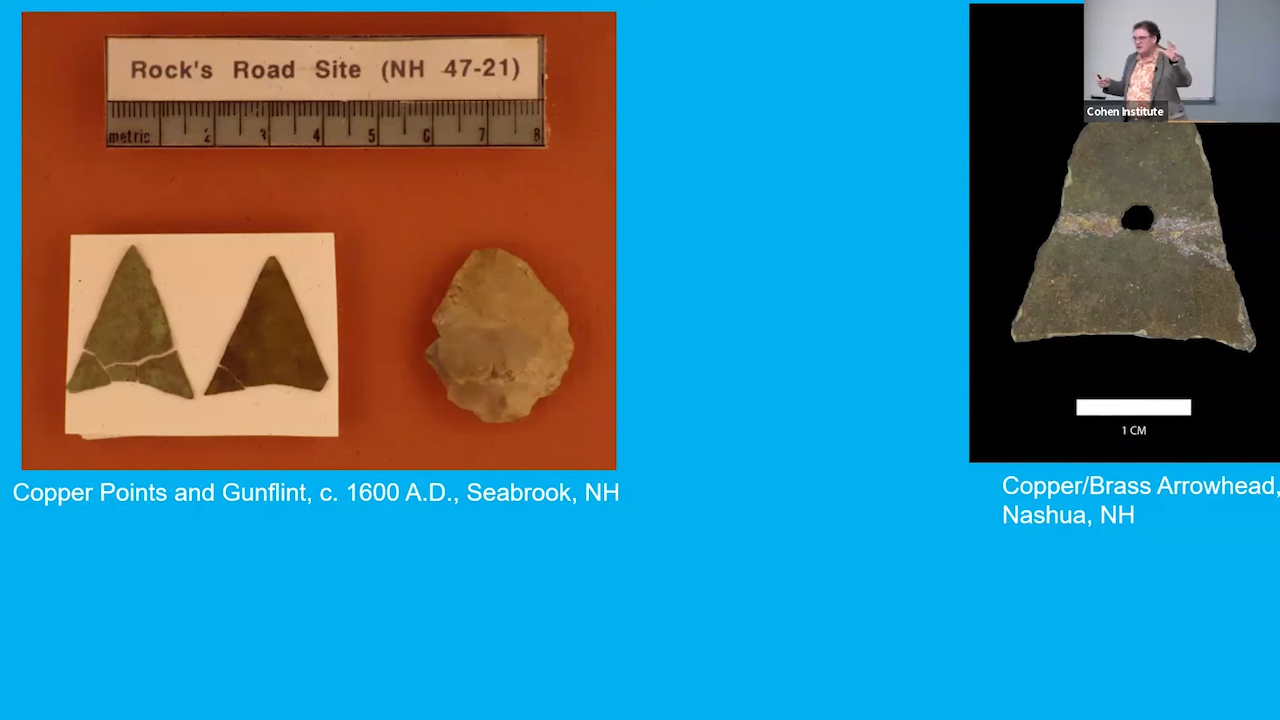 Rock's Road Site (NH 47-21)
metric 2 3 4 5 6 7 8
Copper Points and Gunflint, c. 1600 A.D., Seabrook, NH
Cohen Institute
1 CM
Copper/Brass Arrowhead,
Nashua, NH